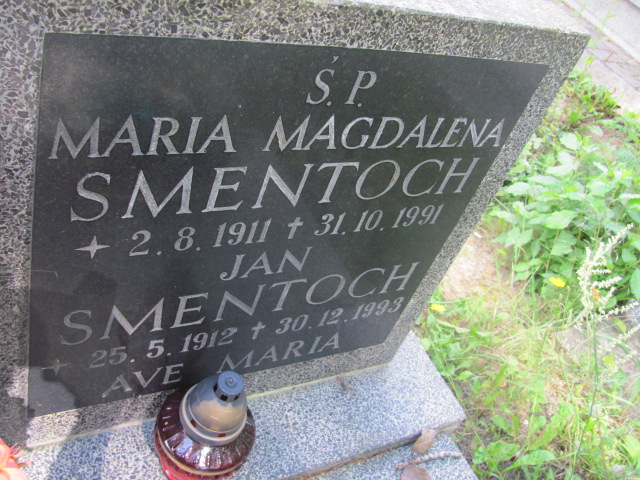 Ś.P.
MARIA MAGDALENA
SMENTOCH
✦ 2.8.1911 ✝ 31.10.1991
JAN
SMENTOCH
✦ 25.5.1912 ✝ 30.12.1993
AVE MARIA